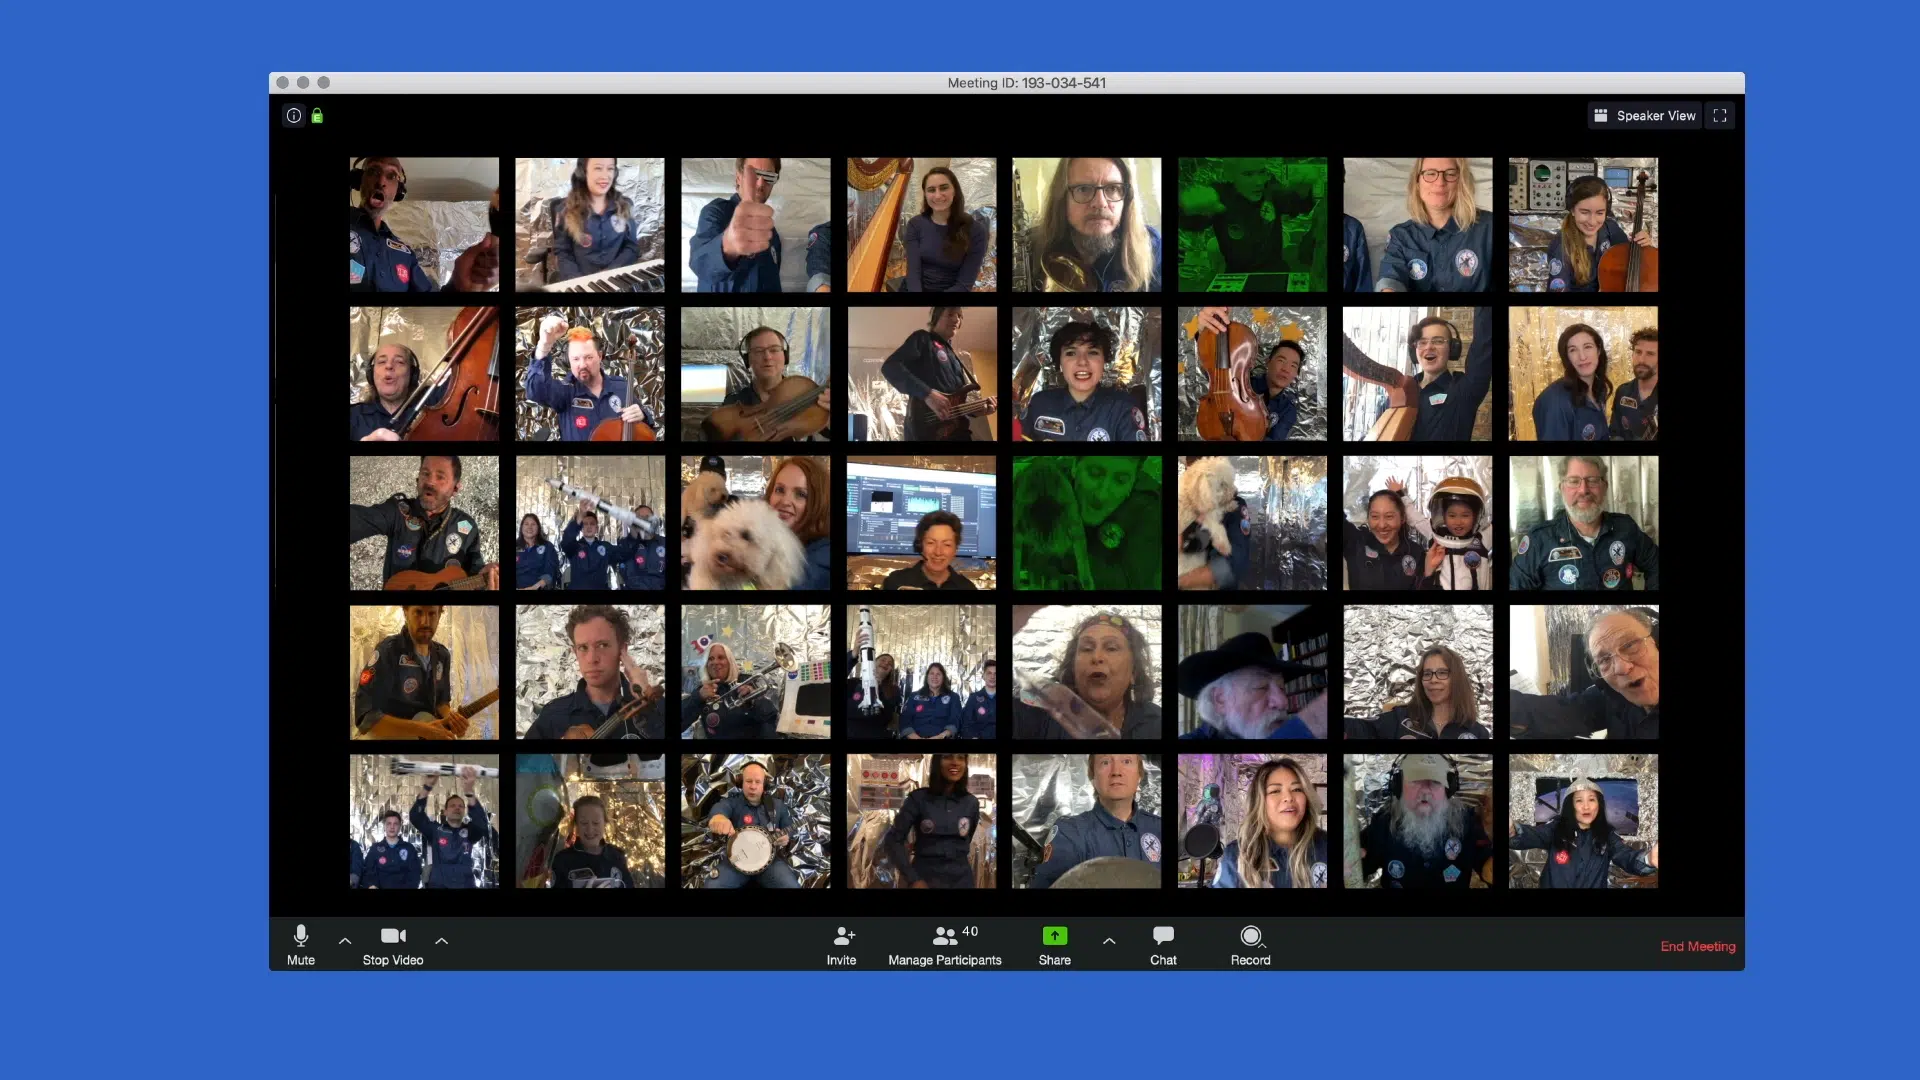 Meeting ID: 193-034-541
Speaker View
40
Mute
Stop Video
Invite
Manage Participants
Share
Chat
Record
End Meeting